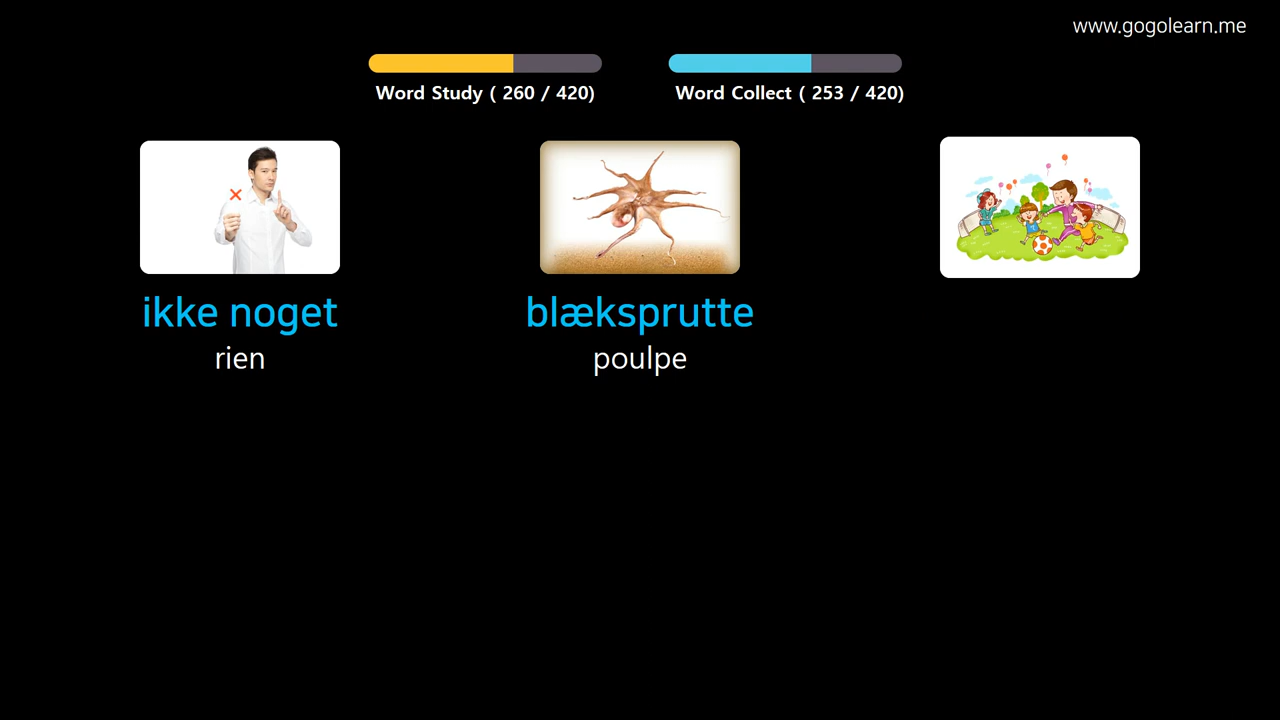 www.gogolearn.me
Word Study ( 260 / 420)
Word Collect ( 253 / 420)
ikke noget
rien
blæksprutte
poulpe